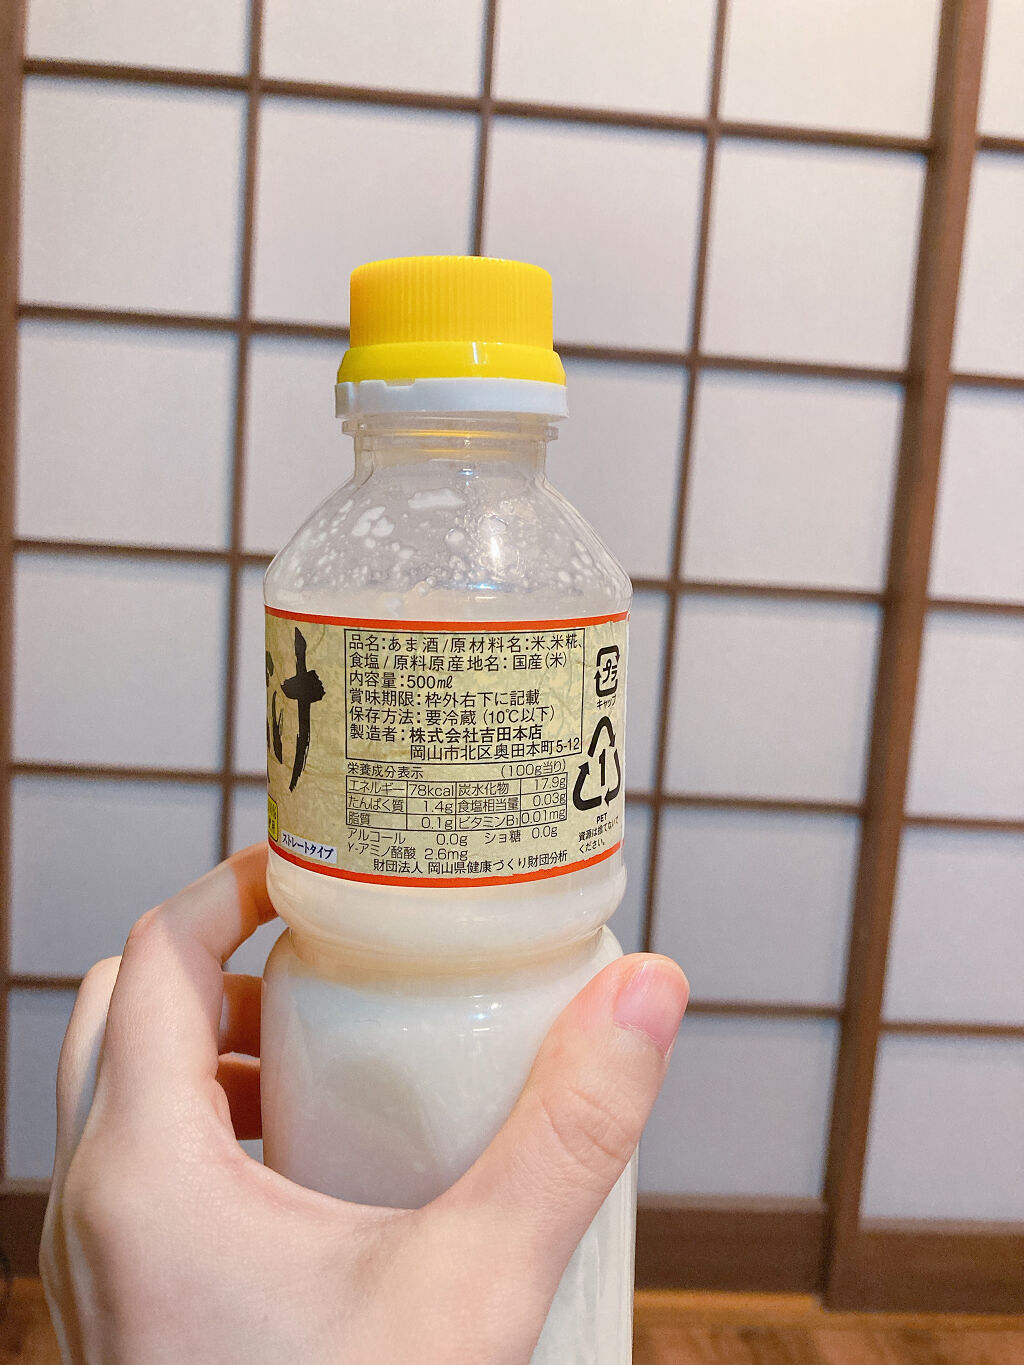 品名:あま酒/原材料名:米、米糀、
食塩/原料原産地名:国産(米)
内容量:500㎖
賞味期限:枠外右下に記載
保存方法:要冷蔵(10℃以下)
製造者:株式会社吉田本店
岡山市北区奥田本町5-12
栄養成分表示 (100g当り)
エネルギー 78kcal 炭水化物 17.9g
たんぱく質 1.4g 食塩相当量 0.03g
脂質 0.1g ビタミンB₁ 0.01mg
アルコール 0.0g ショ糖 0.0g
γ-アミノ酪酸 2.6mg
財団法人 岡山県健康づくり財団分析
け
ストレートタイプ
プラ
キャップ
1
PET
資源は捨てないで
ください。